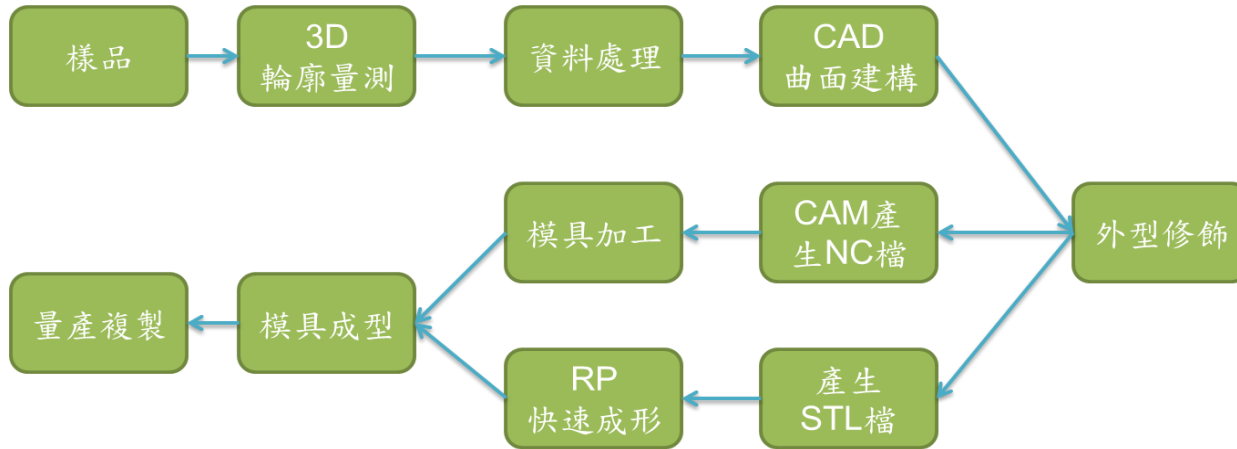 樣品
3D
輪廓量測
資料處理
CAD
曲面建構
外型修飾
CAM產
生NC檔
模具加工
產生
STL檔
RP
快速成形
模具成型
量產複製